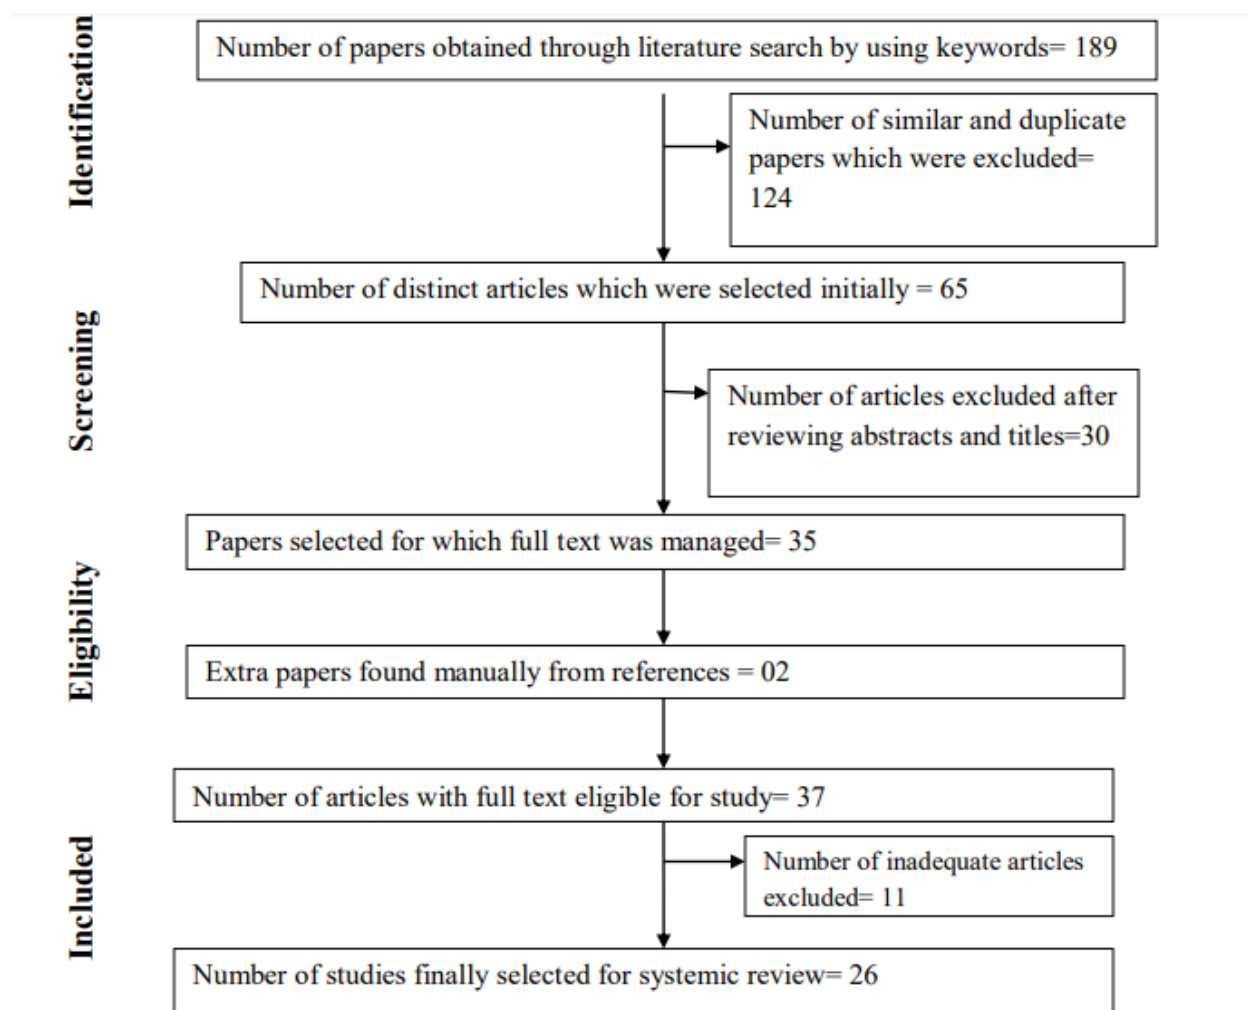 Identification
Number of papers obtained through literature search by using keywords= 189
Number of similar and duplicate
papers which were excluded=
124
Number of distinct articles which were selected initially = 65
Screening
Number of articles excluded after
reviewing abstracts and titles=30
Papers selected for which full text was managed= 35
Eligibility
Extra papers found manually from references = 02
Number of articles with full text eligible for study= 37
Included
Number of inadequate articles
excluded= 11
Number of studies finally selected for systemic review= 26